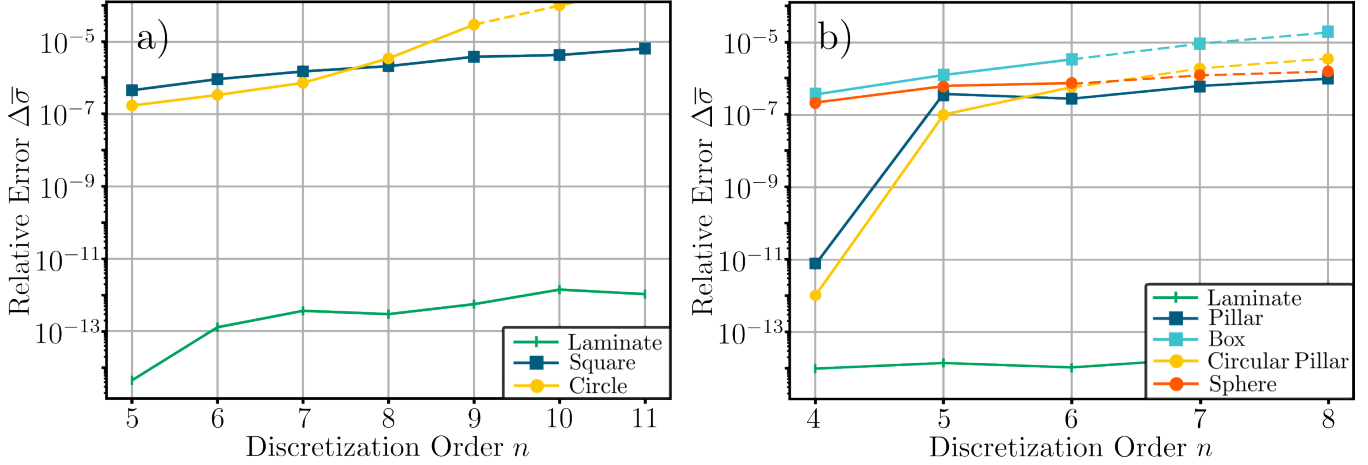 a)
10⁻⁵
10⁻⁷
10⁻⁹
10⁻¹¹
10⁻¹³
Relative Error Δσ̅
5 6 7 8 9 10 11
Discretization Order n
Laminate
Square
Circle
b)
10⁻⁵
10⁻⁷
10⁻⁹
10⁻¹¹
10⁻¹³
Relative Error Δσ̅
4 5 6 7 8
Discretization Order n
Laminate
Pillar
Box
Circular Pillar
Sphere